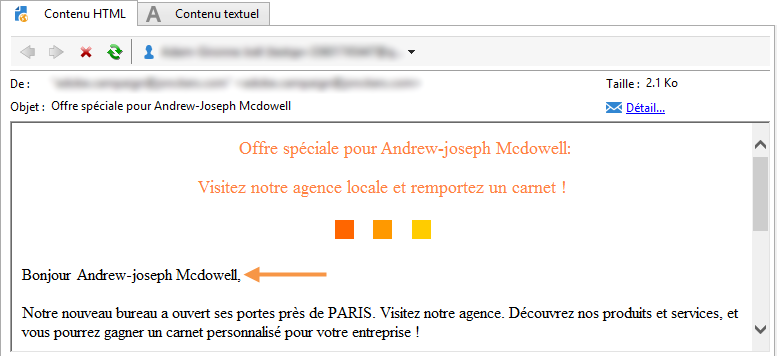 Contenu HTML
Contenu textuel
De :
Taille : 2.1 Ko
Objet : Offre spéciale pour Andrew-Joseph Mcdowell
Détail...
Offre spéciale pour Andrew-joseph Mcdowell:
Visitez notre agence locale et remportez un carnet !
Bonjour Andrew-joseph Mcdowell,
Notre nouveau bureau a ouvert ses portes près de PARIS. Visitez notre agence. Découvrez nos produits et services, et
vous pourrez gagner un carnet personnalisé pour votre entreprise !